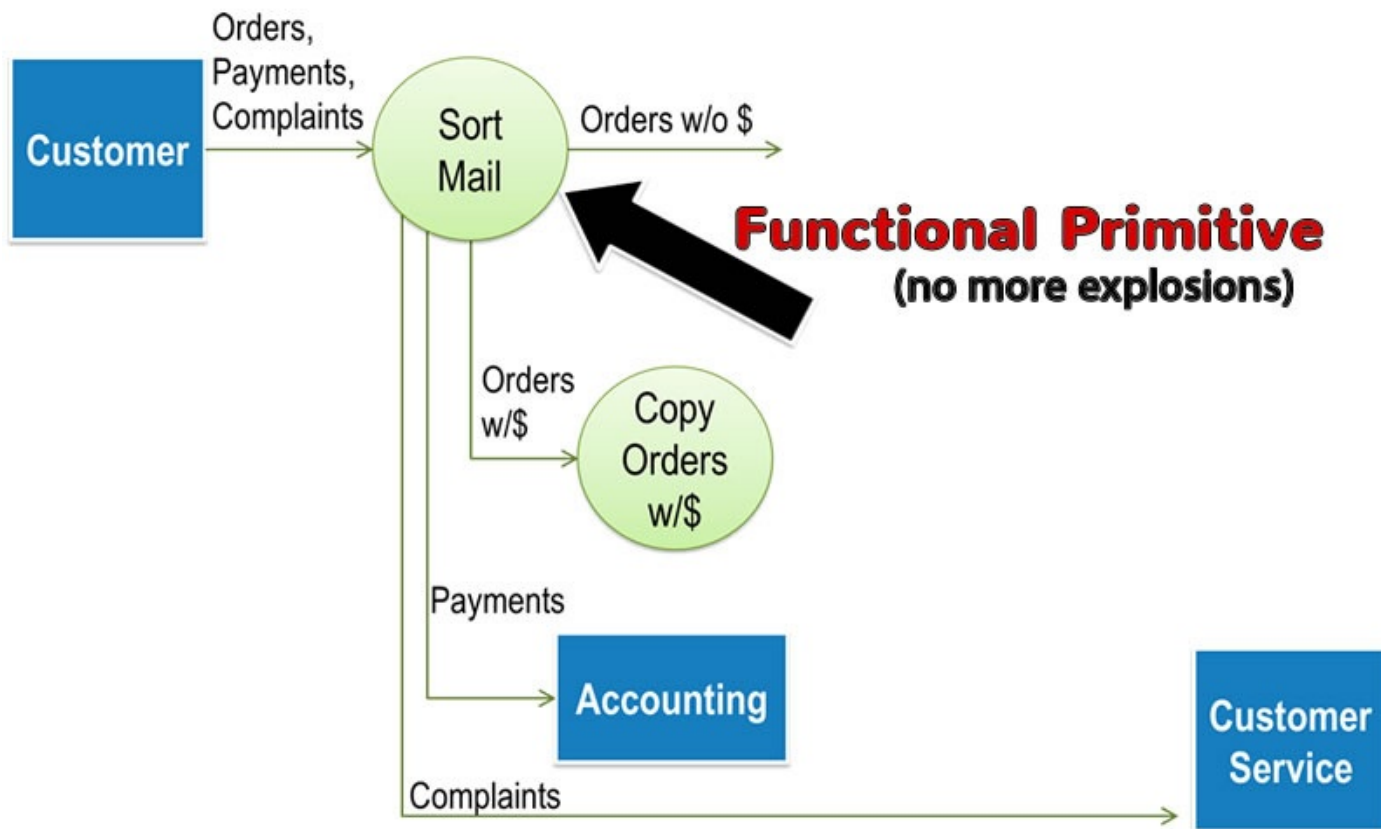 Orders,
Payments,
Complaints
Customer
Sort
Mail
Orders w/o $
Functional Primitive
(no more explosions)
Orders
w/$
Copy
Orders
w/$
Payments
Accounting
Customer
Service
Complaints